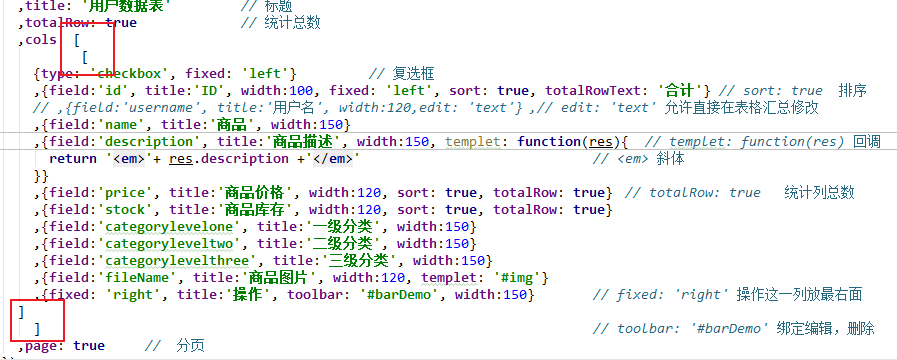 ,title: '用户数据表' // 标题
,totalRow: true // 统计总数
,cols [
[
{type: 'checkbox', fixed: 'left'} // 复选框
,{field:'id', title:'ID', width:100, fixed: 'left', sort: true, totalRowText: '合计'} // sort: true 排序
// ,{field:'username', title:'用户名', width:120,edit: 'text'} ,// edit: 'text' 允许直接在表格汇总修改
,{field:'name', title:'商品', width:150}
,{field:'description', title:'商品描述', width:150, templet: function(res){ // templet: function(res) 回调
return '<em>'+ res.description +'</em>' // <em> 斜体
}}
,{field:'price', title:'商品价格', width:120, sort: true, totalRow: true} // totalRow: true 统计列总数
,{field:'stock', title:'商品库存', width:120, sort: true, totalRow: true}
,{field:'categorylevelone', title:'一级分类', width:150}
,{field:'categoryleveltwo', title:'二级分类', width:150}
,{field:'categorylevelthree', title:'三级分类', width:150}
,{field:'fileName', title:'商品图片', width:120, templet: '#img'}
,{fixed: 'right', title:'操作', toolbar: '#barDemo', width:150} // fixed: 'right' 操作这一列放最右面
]
] // toolbar: '#barDemo' 绑定编辑，删除
,page: true // 分页